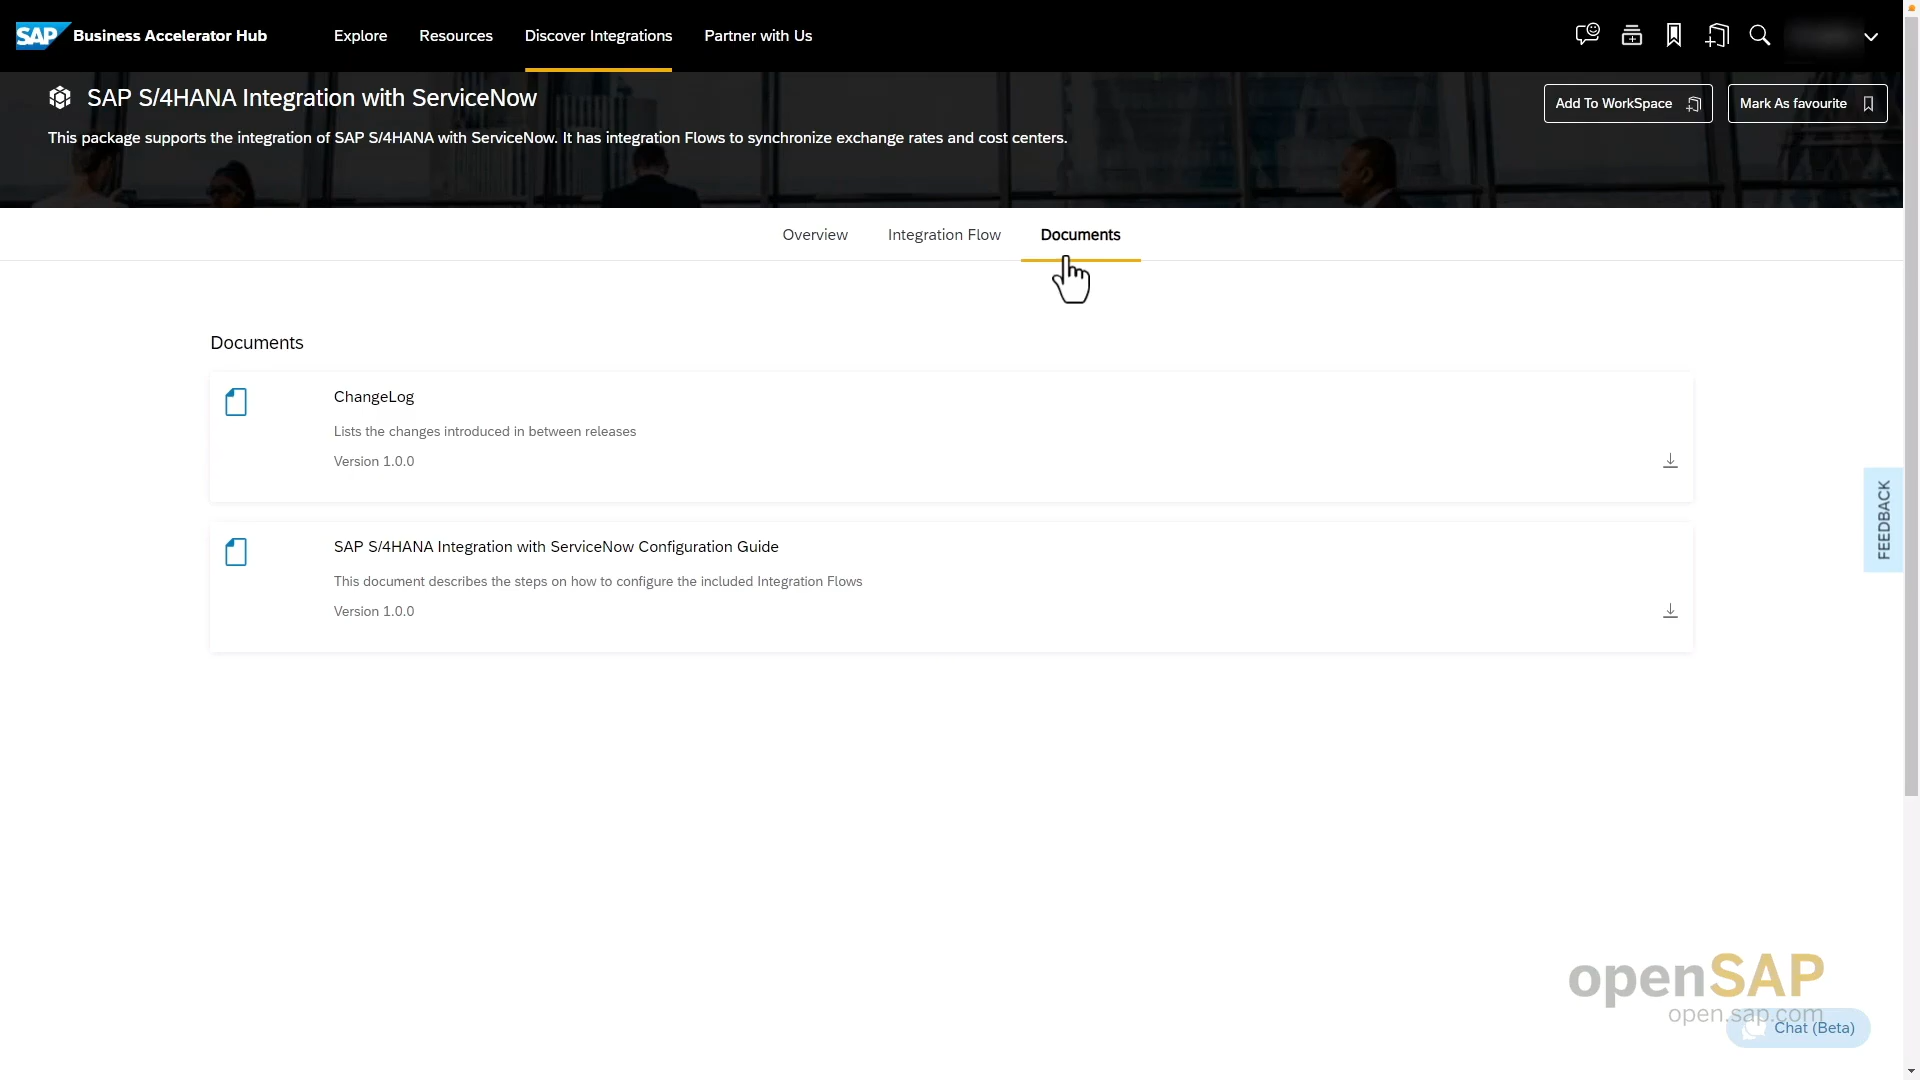 SAP Business Accelerator Hub Explore Resources Discover Integrations Partner with Us
SAP S/4HANA Integration with ServiceNow
Add To WorkSpace
Mark As favourite
This package supports the integration of SAP S/4HANA with ServiceNow. It has integration Flows to synchronize exchange rates and cost centers.
Overview Integration Flow Documents
Documents
ChangeLog
Lists the changes introduced in between releases
Version 1.0.0
SAP S/4HANA Integration with ServiceNow Configuration Guide
This document describes the steps on how to configure the included Integration Flows
Version 1.0.0
FEEDBACK
openSAP
open.sap.com
Chat (Beta)